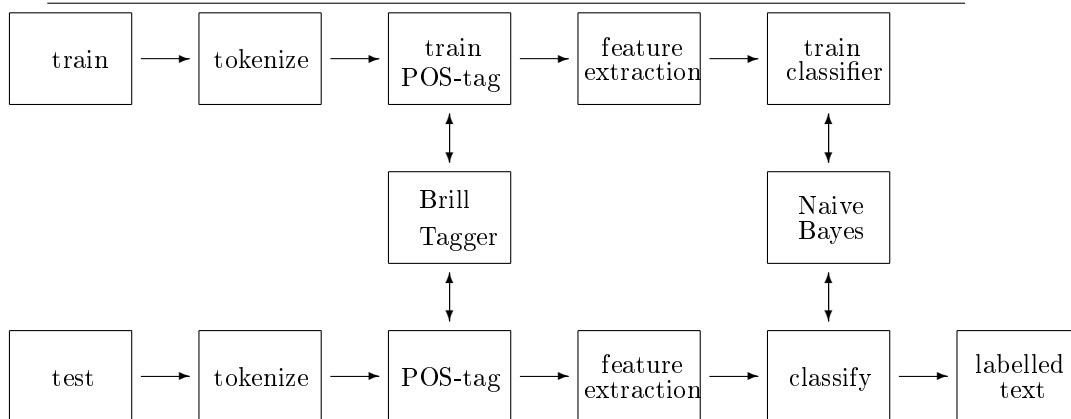 train
tokenize
train
POS-tag
feature
extraction
train
classifier
Brill
Tagger
Naive
Bayes
test
tokenize
POS-tag
feature
extraction
classify
labelled
text